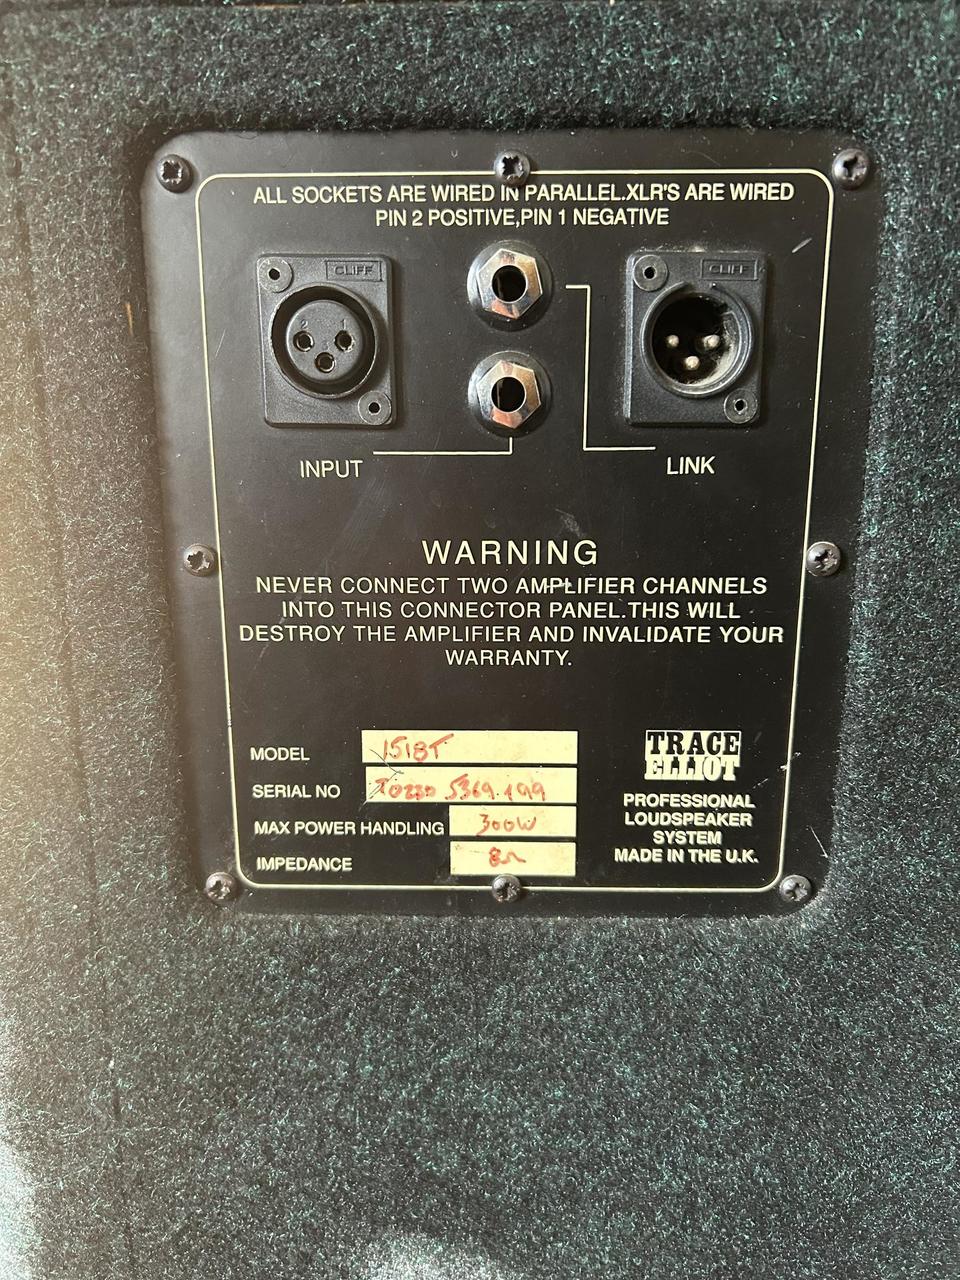 ALL SOCKETS ARE WIRED IN PARALLEL.XLR'S ARE WIRED
PIN 2 POSITIVE,PIN 1 NEGATIVE
CLIFF
CLIFF
2 1
INPUT
LINK
WARNING
NEVER CONNECT TWO AMPLIFIER CHANNELS
INTO THIS CONNECTOR PANEL.THIS WILL
DESTROY THE AMPLIFIER AND INVALIDATE YOUR
WARRANTY.
MODEL 1518T
SERIAL NO
MAX POWER HANDLING 300W
IMPEDANCE 8Ω
TRACE
ELLIOT
PROFESSIONAL
LOUDSPEAKER
SYSTEM
MADE IN THE U.K.